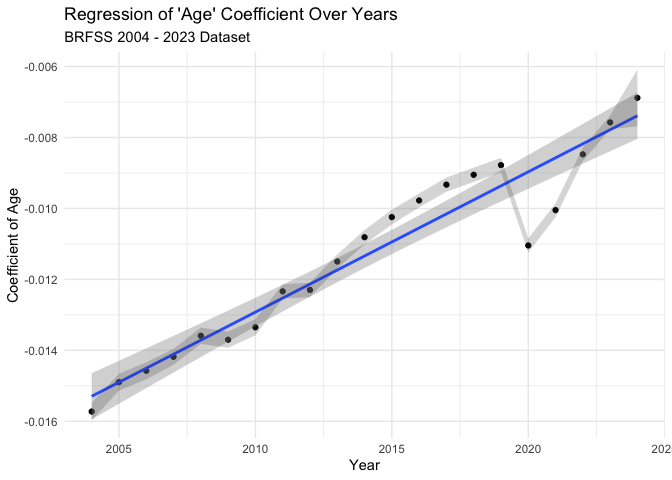 Regression of 'Age' Coefficient Over Years
BRFSS 2004 - 2023 Dataset
Coefficient of Age
-0.006
-0.008
-0.010
-0.012
-0.014
-0.016
2005
2010
2015
2020
202
Year